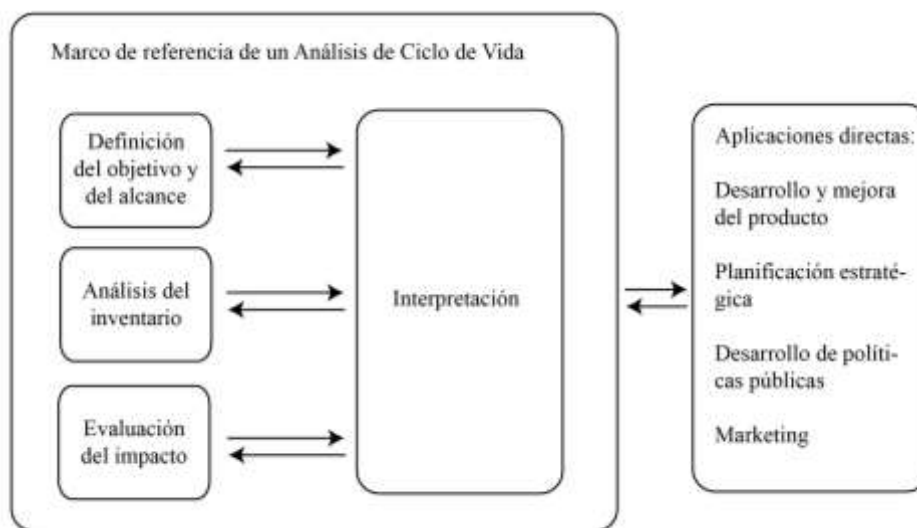 Marco de referencia de un Análisis de Ciclo de Vida
Definición
del objetivo y
del alcance
Análisis del
inventario
Evaluación
del impacto
Interpretación
Aplicaciones directas:
Desarrollo y mejora
del producto
Planificación estraté-
gica
Desarrollo de políti-
cas públicas
Marketing